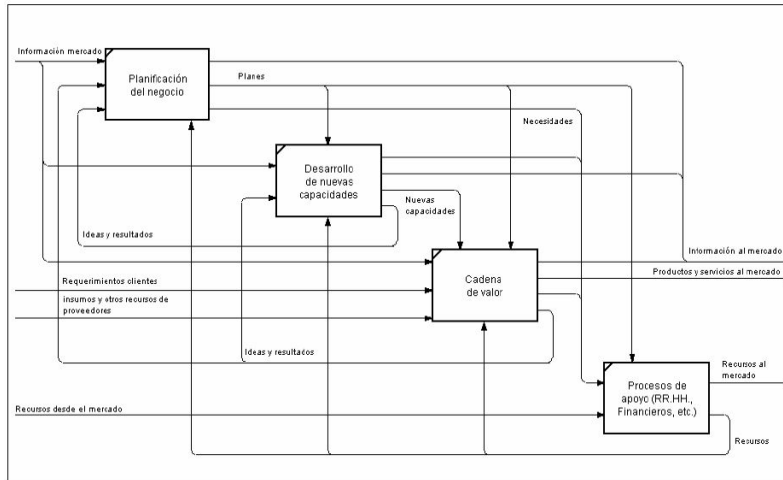 Información mercado
Planificación
del negocio
Planes
Necesidades
Desarrollo
de nuevas
capacidades
Nuevas
capacidades
Ideas y resultados
Información al mercado
Cadena
de valor
Productos y servicios al mercado
Requerimientos clientes
insumos y otros recursos de
proveedores
Ideas y resultados
Recursos al
mercado
Procesos de
apoyo (RR.HH.,
Financieros, etc.)
Recursos desde el mercado
Recursos